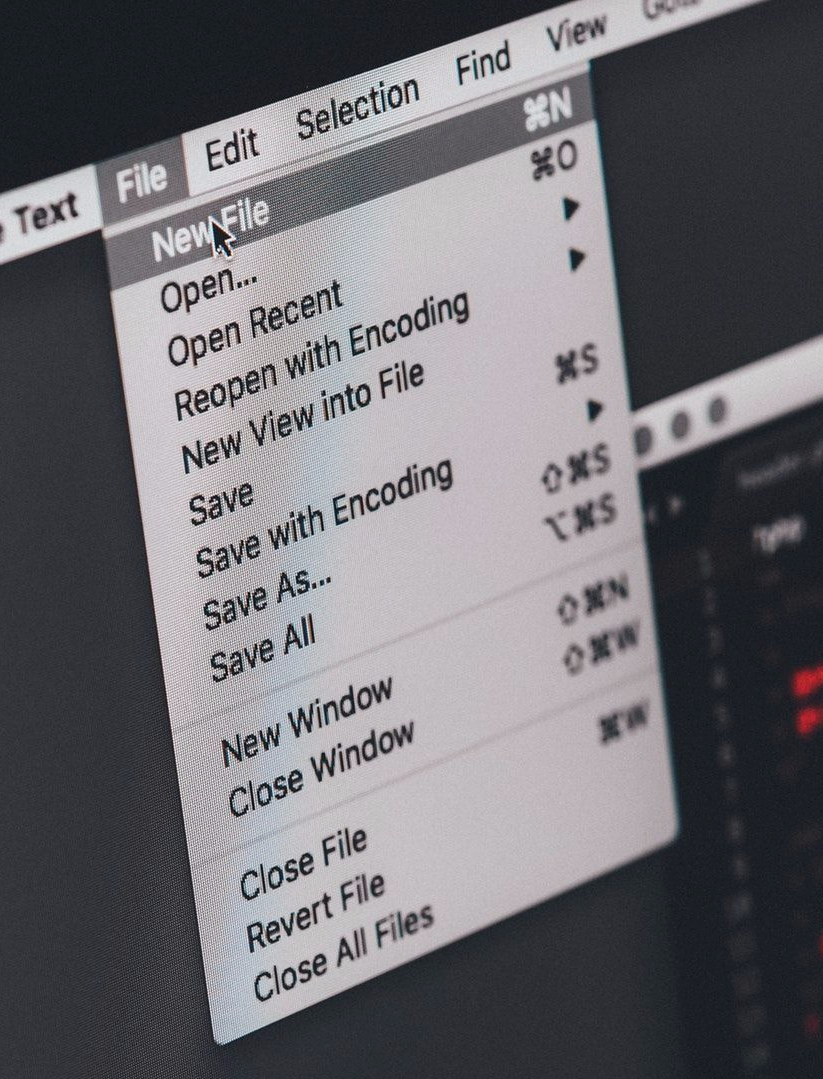 Text File Edit Selection Find View Goto
New File ⌘N
Open... ⌘O
Open Recent ▶
Reopen with Encoding ▶
New View into File
Save ⌘S
Save with Encoding ▶
Save As... ⇧⌘S
Save All ⌥⌘S
New Window ⇧⌘N
Close Window ⇧⌘W
Close File ⌘W
Revert File
Close All Files